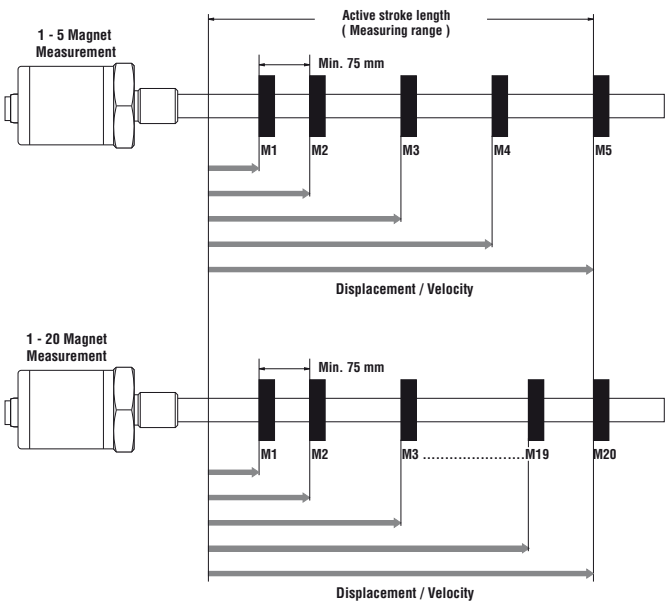 Active stroke length
( Measuring range )
1 - 5 Magnet
Measurement
Min. 75 mm
M1 M2 M3 M4 M5
Displacement / Velocity
1 - 20 Magnet
Measurement
Min. 75 mm
M1 M2 M3 ........................M19 M20
Displacement / Velocity